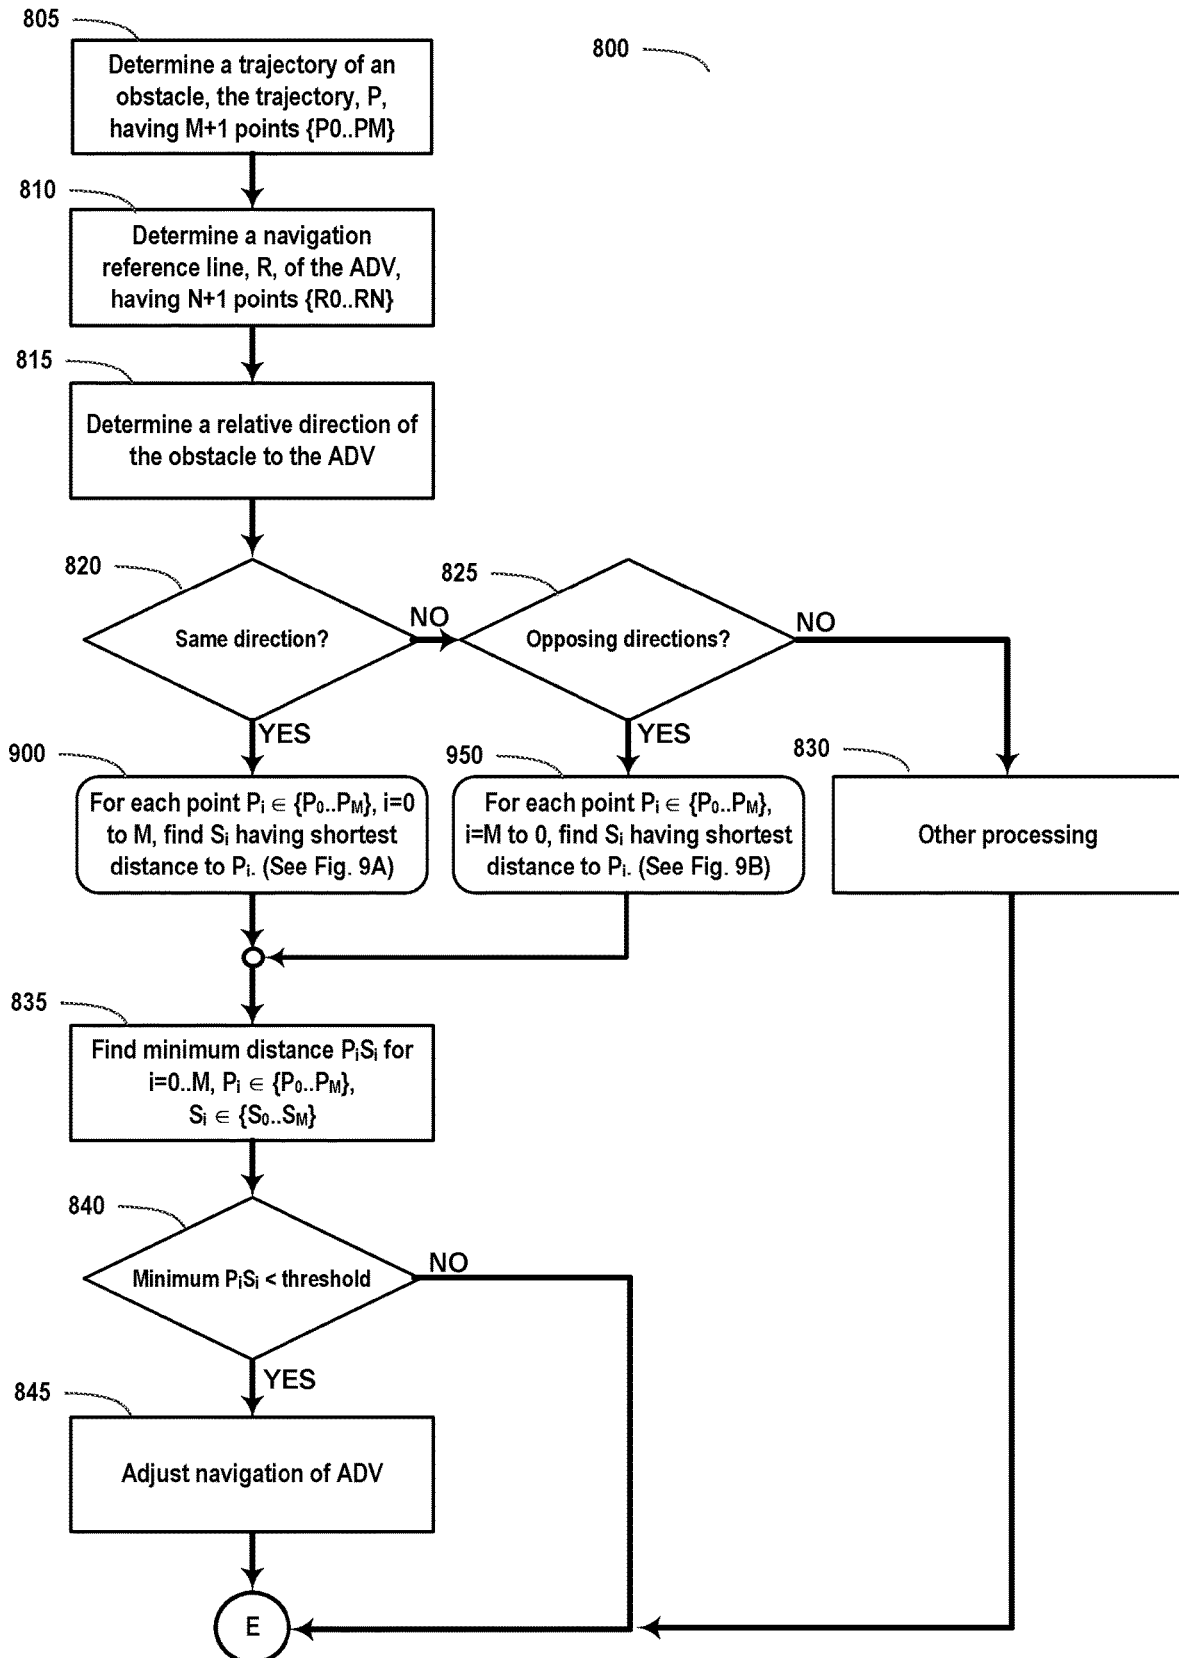 805
800
Determine a trajectory of an
obstacle, the trajectory, P,
having M+1 points {P0..PM}
810
Determine a navigation
reference line, R, of the ADV,
having N+1 points {R0..RN}
815
Determine a relative direction of
the obstacle to the ADV
820
Same direction?
NO
YES
825
Opposing directions?
NO
YES
900
For each point Pᵢ ∈ {P₀..P_M}, i=0
to M, find Sᵢ having shortest
distance to Pᵢ. (See Fig. 9A)
950
For each point Pᵢ ∈ {P₀..P_M},
i=M to 0, find Sᵢ having shortest
distance to Pᵢ. (See Fig. 9B)
830
Other processing
835
Find minimum distance PᵢSᵢ for
i=0..M, Pᵢ ∈ {P₀..P_M},
Sᵢ ∈ {S₀..S_M}
840
Minimum PᵢSᵢ < threshold
NO
YES
845
Adjust navigation of ADV
E